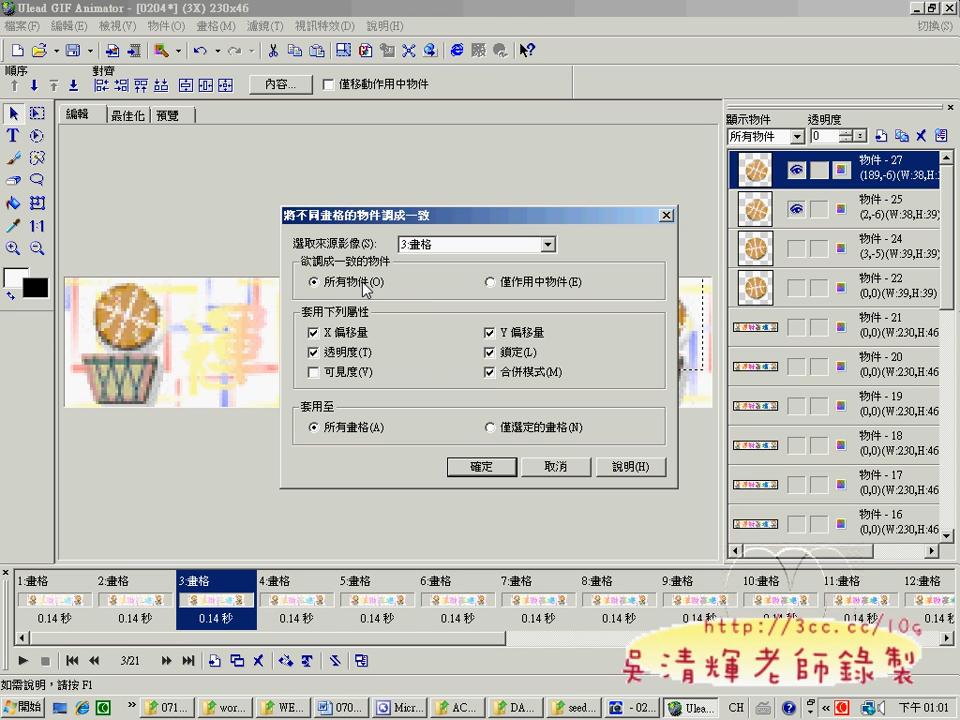 Ulead GIF Animator - [0204*] (3X) 230x46
檔案(F) 編輯(E) 檢視(V) 物件(O) 畫格(M) 濾鏡(T) 視訊特效(D) 說明(H) 切換(S)
順序 對齊
內容... 僅移動作用中物件
編輯 最佳化 預覽
顯示物件 透明度
所有物件 0
物件 - 27
(189,-6)(W:38,H:
物件 - 25
(2,-6)(W:38,H:39)
物件 - 24
(3,-5)(W:39,H:39)
物件 - 22
(0,0)(W:39,H:39)
物件 - 21
(0,0)(W:230,H:46
物件 - 20
(0,0)(W:230,H:46
物件 - 19
(0,0)(W:230,H:46
物件 - 18
(0,0)(W:230,H:46
物件 - 17
(0,0)(W:230,H:46
物件 - 16
(0,0)(W:230,H:46
將不同畫格的物件調成一致
選取來源影像(S): 3:畫格
欲調成一致的物件
所有物件(O) 僅作用中物件(E)
套用下列屬性
X 偏移量 Y 偏移量
透明度(T) 鎖定(L)
可見度(V) 合併模式(M)
套用至
所有畫格(A) 僅選定的畫格(N)
確定 取消 說明(H)
1:畫格 2:畫格 3:畫格 4:畫格 5:畫格 6:畫格 7:畫格 8:畫格 9:畫格 10:畫格 11:畫格 12:畫格
0.14 秒 0.14 秒 0.14 秒 0.14 秒 0.14 秒 0.14 秒 0.14 秒 0.14 秒 0.14 秒 0.14 秒 0.14 秒
http://3cc.cc/10g
吳清輝老師錄製
3/21
如需說明，請按 F1
開始 071... wor... WE... 070... Micr... AC... DA... seed... - 02... Ulea... CH 下午 01:01